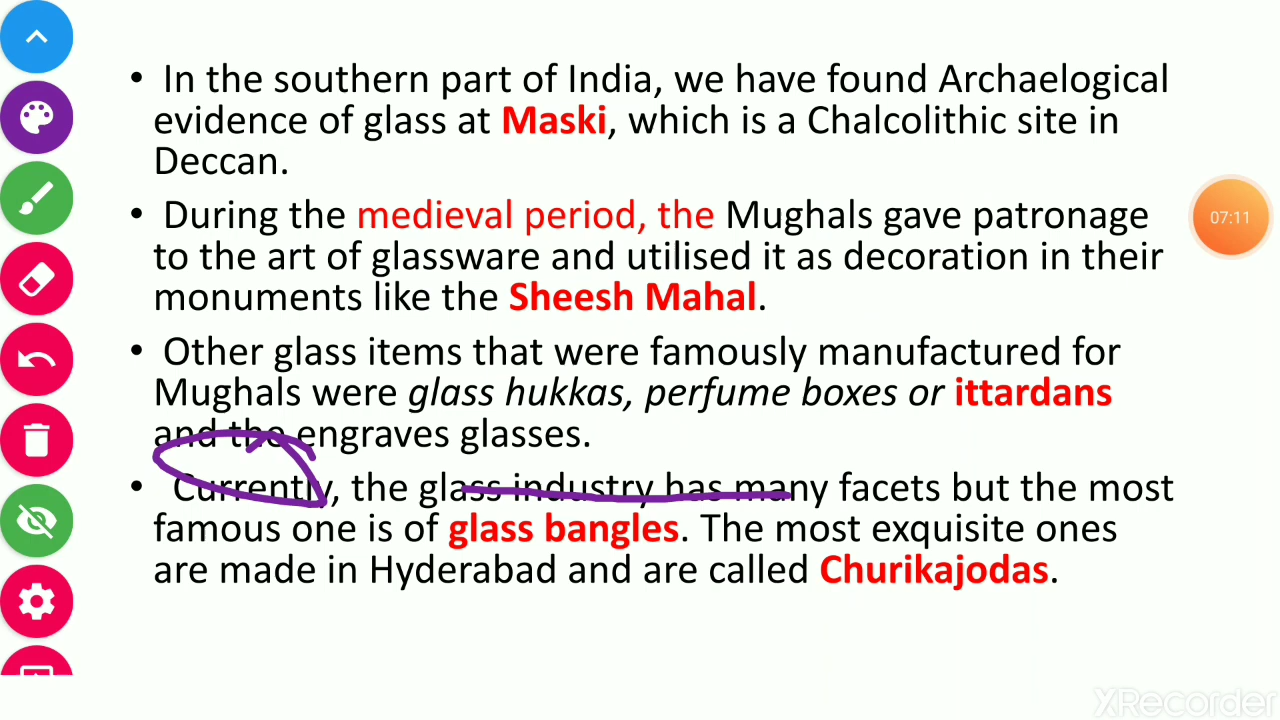 • In the southern part of India, we have found Archaelogical
evidence of glass at Maski, which is a Chalcolithic site in
Deccan.
07:11
• During the medieval period, the Mughals gave patronage
to the art of glassware and utilised it as decoration in their
monuments like the Sheesh Mahal.
• Other glass items that were famously manufactured for
Mughals were glass hukkas, perfume boxes or ittardans
and the engraves glasses.
• Currently, the glass industry has many facets but the most
famous one is of glass bangles. The most exquisite ones
are made in Hyderabad and are called Churikajodas.
XRecorder